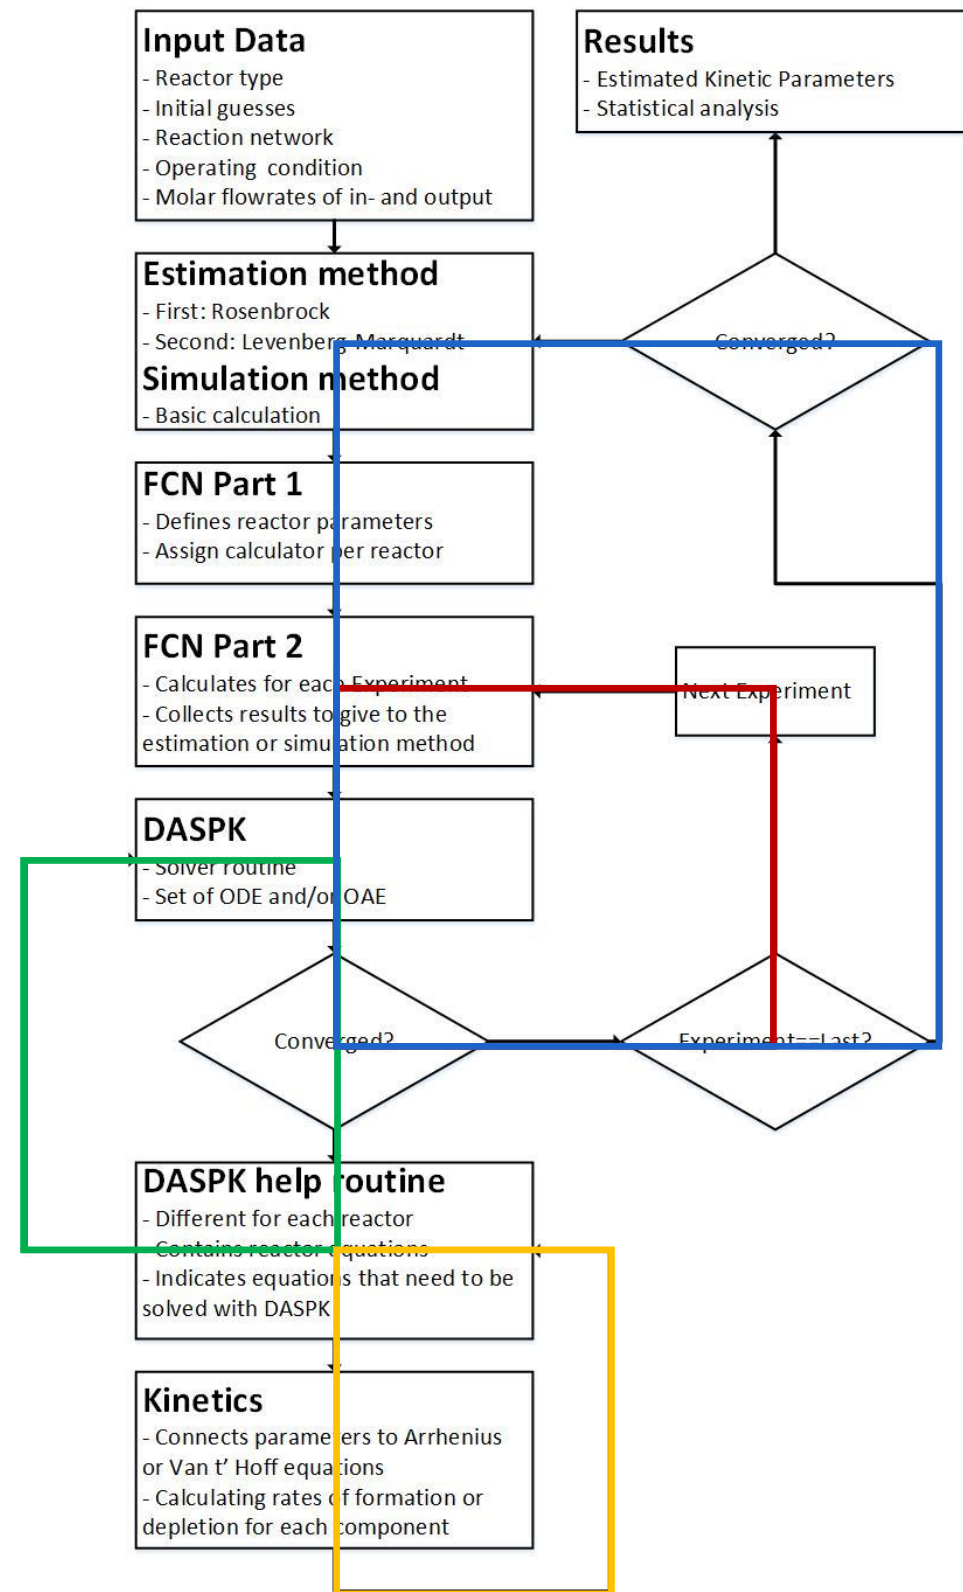 Input Data
- Reactor type
- Initial guesses
- Reaction network
- Operating condition
- Molar flowrates of in- and output
Results
- Estimated Kinetic Parameters
- Statistical analysis
Estimation method
- First: Rosenbrock
- Second: Levenberg-Marquardt
Simulation method
- Basic calculation
Converged?
FCN Part 1
- Defines reactor parameters
- Assign calculator per reactor
FCN Part 2
- Calculates for each Experiment
- Collects results to give to the
estimation or simulation method
Next Experiment
DASPK
- Solver routine
- Set of ODE and/or OAE
Converged?
Experiment==Last?
DASPK help routine
- Different for each reactor
- Contains reactor equations
- Indicates equations that need to be
solved with DASPK
Kinetics
- Connects parameters to Arrhenius
or Van t’ Hoff equations
- Calculating rates of formation or
depletion for each component